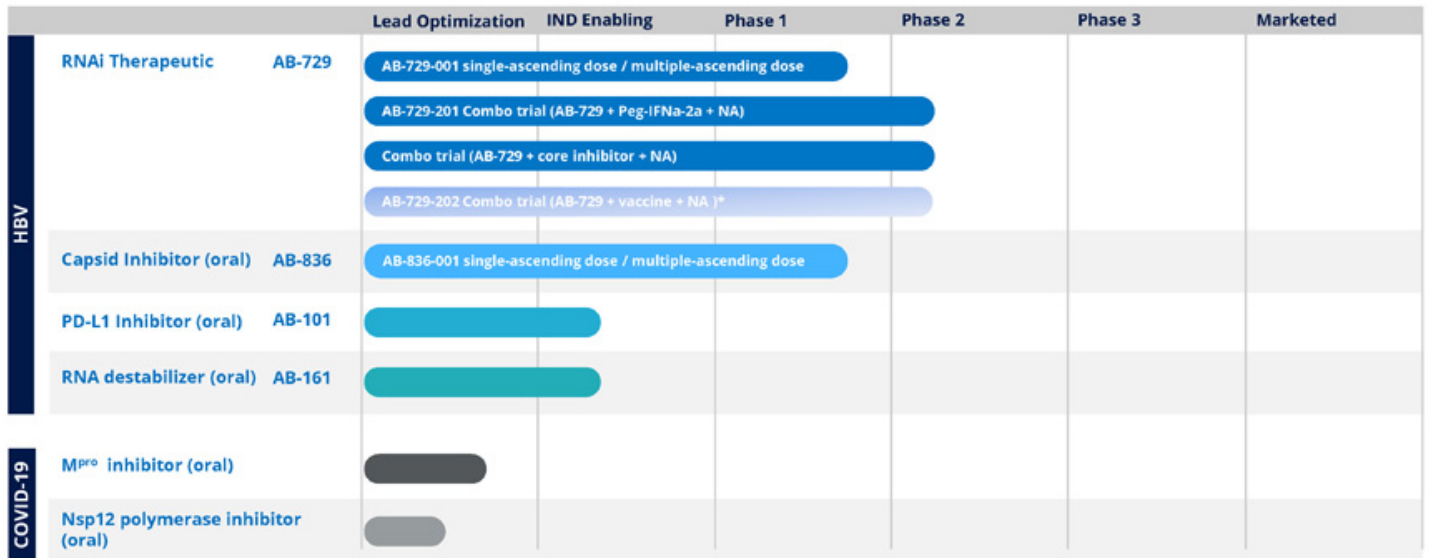 Lead Optimization IND Enabling Phase 1 Phase 2 Phase 3 Marketed
HBV
RNAi Therapeutic AB-729 AB-729-001 single-ascending dose / multiple-ascending dose
AB-729-201 Combo trial (AB-729 + Peg-IFNa-2a + NA)
Combo trial (AB-729 + core inhibitor + NA)
AB-729-202 Combo trial (AB-729 + vaccine + NA )*
Capsid Inhibitor (oral) AB-836 AB-836-001 single-ascending dose / multiple-ascending dose
PD-L1 Inhibitor (oral) AB-101
RNA destabilizer (oral) AB-161
COVID-19
Mᵖʳᵒ inhibitor (oral)
Nsp12 polymerase inhibitor
(oral)